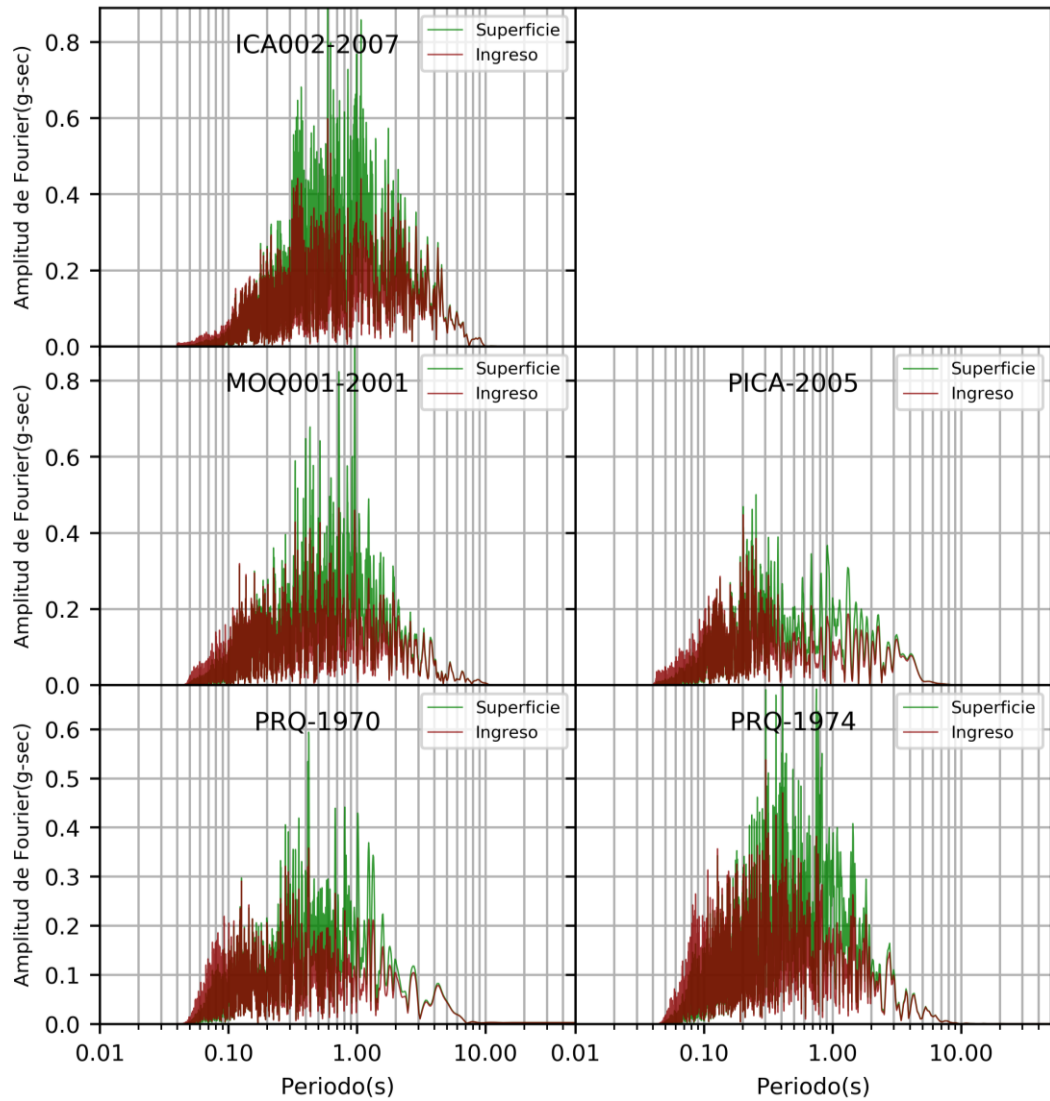 ICA002-2007
Superficie
Ingreso
Amplitud de Fourier(g-sec)
0.8
0.6
0.4
0.2
0.0
MOQ001-2001
Superficie
Ingreso
PICA-2005
Superficie
Ingreso
Amplitud de Fourier(g-sec)
0.8
0.6
0.4
0.2
0.0
PRQ-1970
Superficie
Ingreso
PRQ-1974
Superficie
Ingreso
Amplitud de Fourier(g-sec)
0.6
0.5
0.4
0.3
0.2
0.1
0.0
0.01 0.10 1.00 10.00 0.01 0.10 1.00 10.00
Periodo(s) Periodo(s)